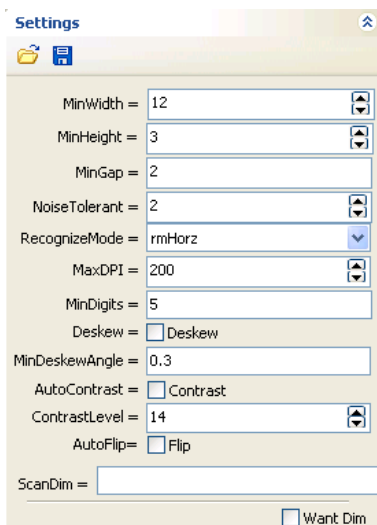 Settings
MinWidth = 12
MinHeight = 3
MinGap = 2
NoiseTolerant = 2
RecognizeMode = rmHorz
MaxDPI = 200
MinDigits = 5
Deskew = Deskew
MinDeskewAngle = 0.3
AutoContrast = Contrast
ContrastLevel = 14
AutoFlip= Flip
ScanDim =
Want Dim